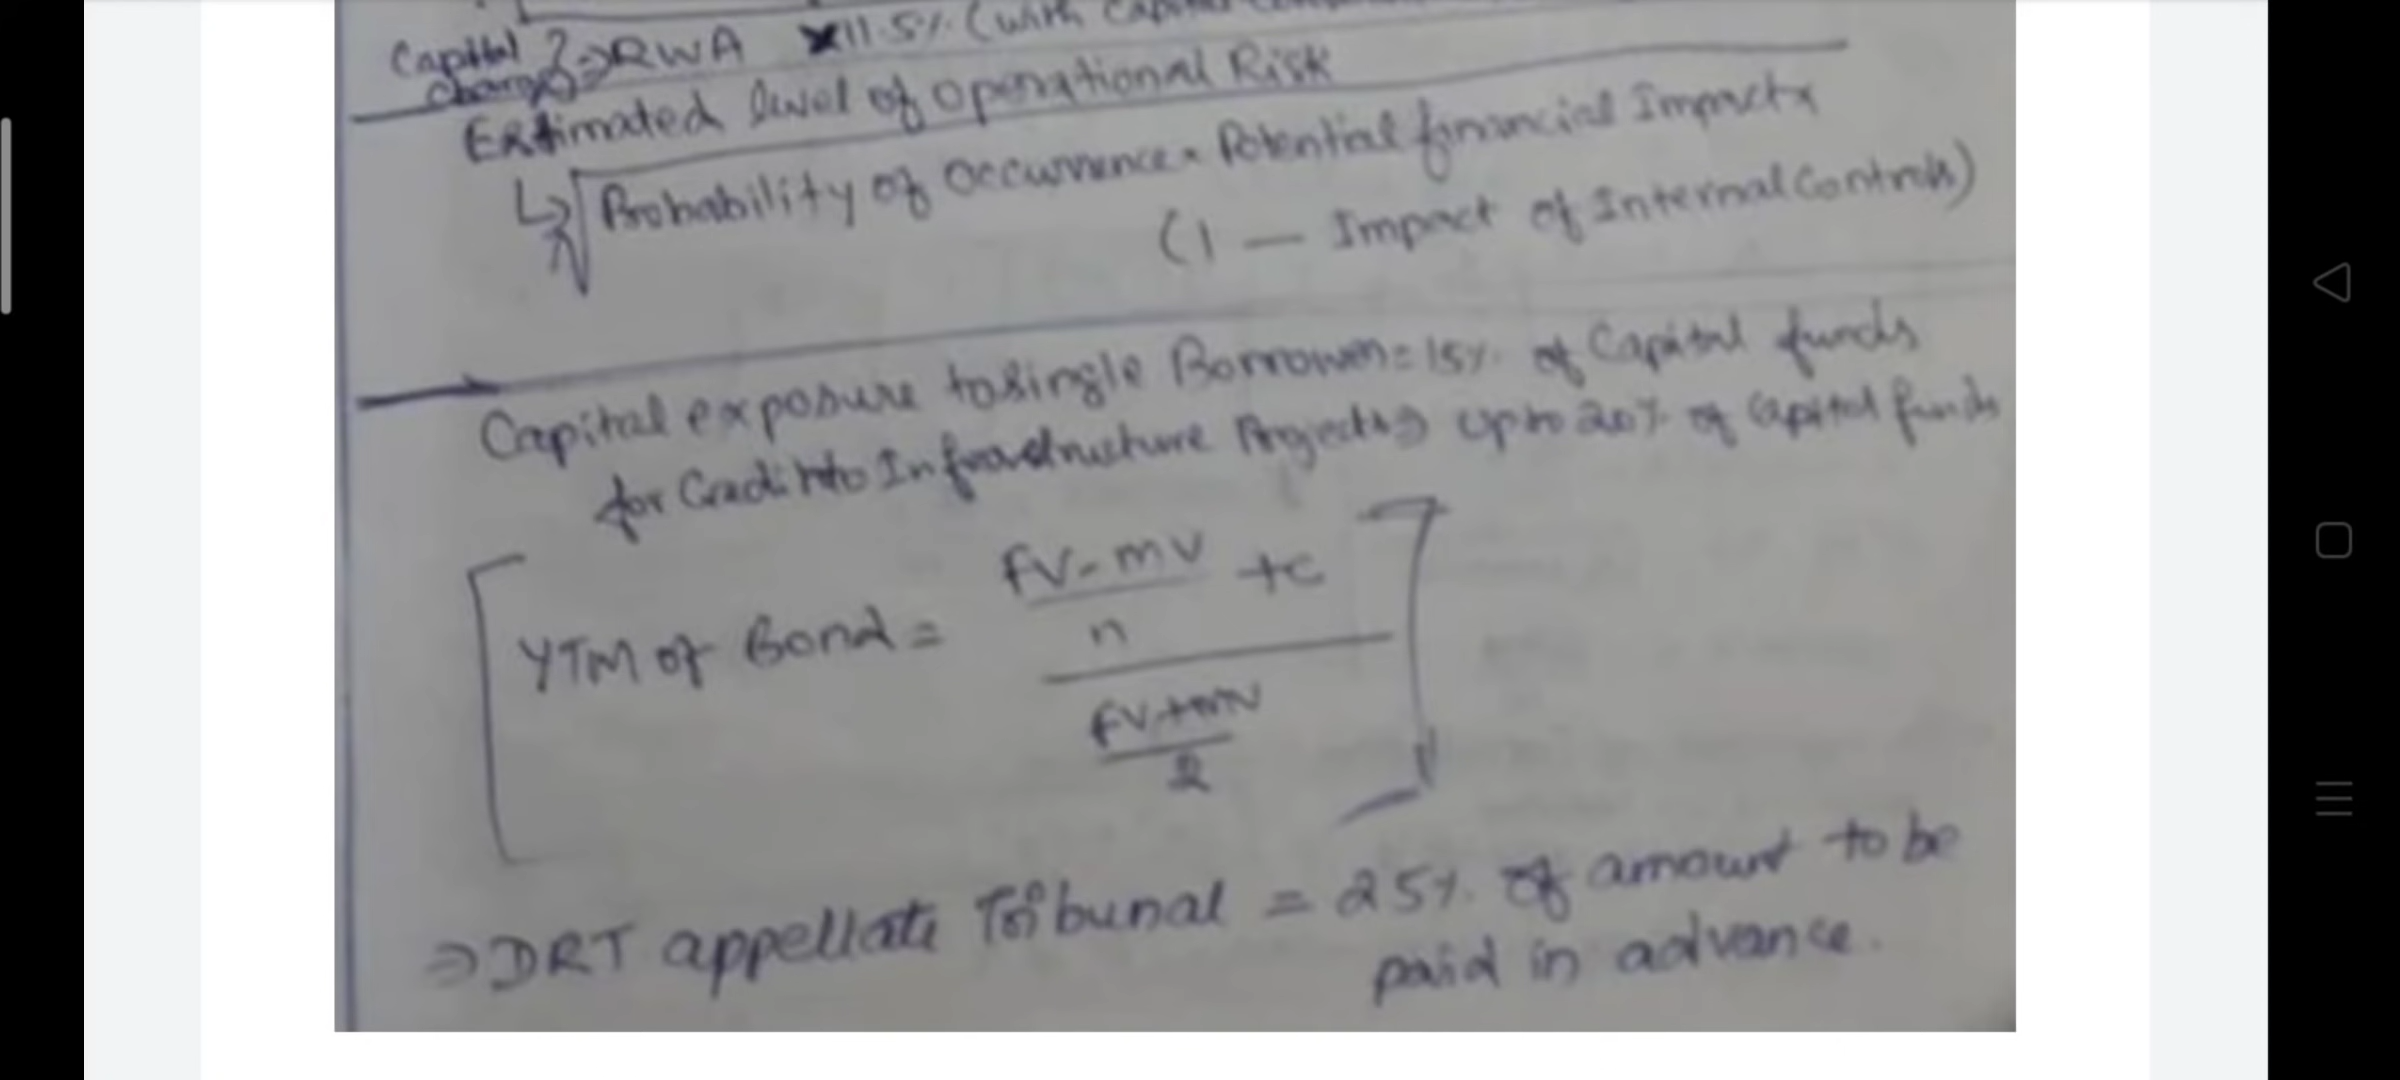 Capital charge } ⇒ RWA × 11.5% (with Capital
Estimated level of operational Risk
↳ √ Probability of occurrence × Potential financial Impact ×
(1 — Impact of Internal Controls)
Capital exposure to single Borrower = 15% of Capital funds
for Credit to Infrastructure Projects ⇒ upto 20% of Capital funds
FV - MV + C
n
YTM of Bond =
FV + MV
2
⇒ DRT appellate Tribunal = 25% of amount to be
paid in advance.